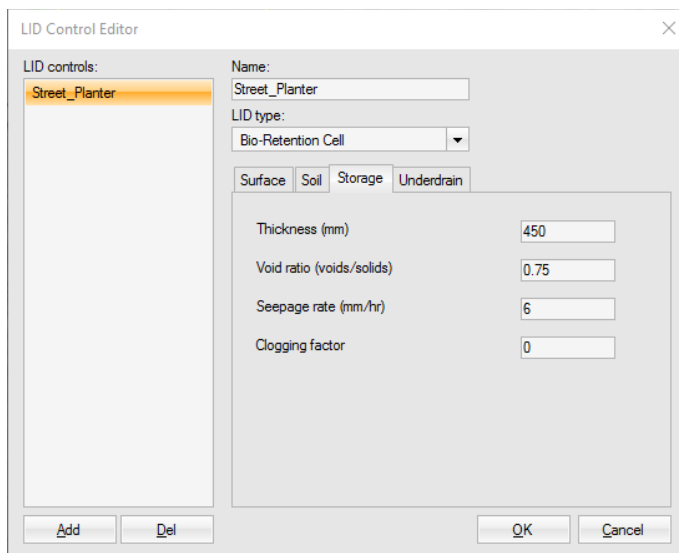 LID Control Editor
LID controls:
Street_Planter
Name:
Street_Planter
LID type:
Bio-Retention Cell
Surface Soil Storage Underdrain
Thickness (mm) 450
Void ratio (voids/solids) 0.75
Seepage rate (mm/hr) 6
Clogging factor 0
Add Del OK Cancel